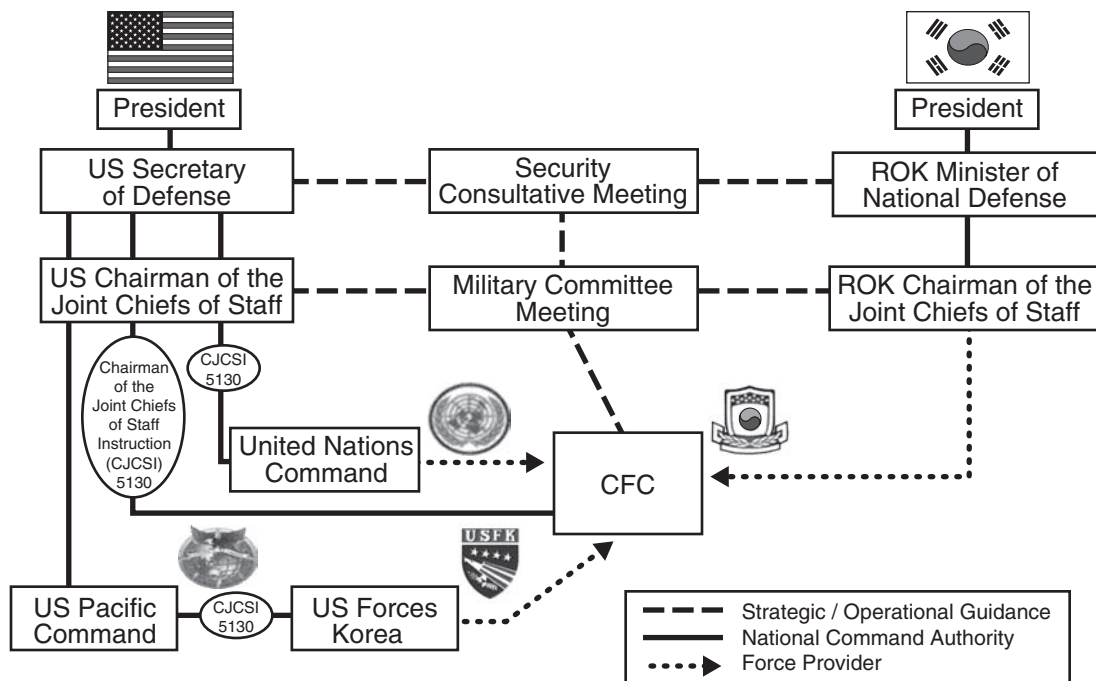 President
President
US Secretary
of Defense
Security
Consultative Meeting
ROK Minister of
National Defense
US Chairman of the
Joint Chiefs of Staff
Military Committee
Meeting
ROK Chairman of the
Joint Chiefs of Staff
Chairman
of the
Joint Chiefs
of Staff
Instruction
(CJCSI)
5130
CJCSI
5130
United Nations
Command
CFC
USFK
US Pacific
Command
CJCSI
5130
US Forces
Korea
Strategic / Operational Guidance
National Command Authority
Force Provider